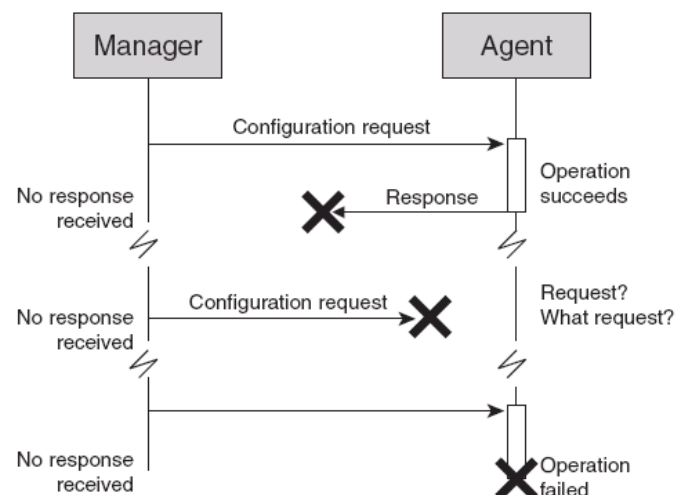 Manager
Agent
Configuration request
Operation
succeeds
No response
received
Response
Configuration request
Request?
What request?
No response
received
No response
received
Operation
failed